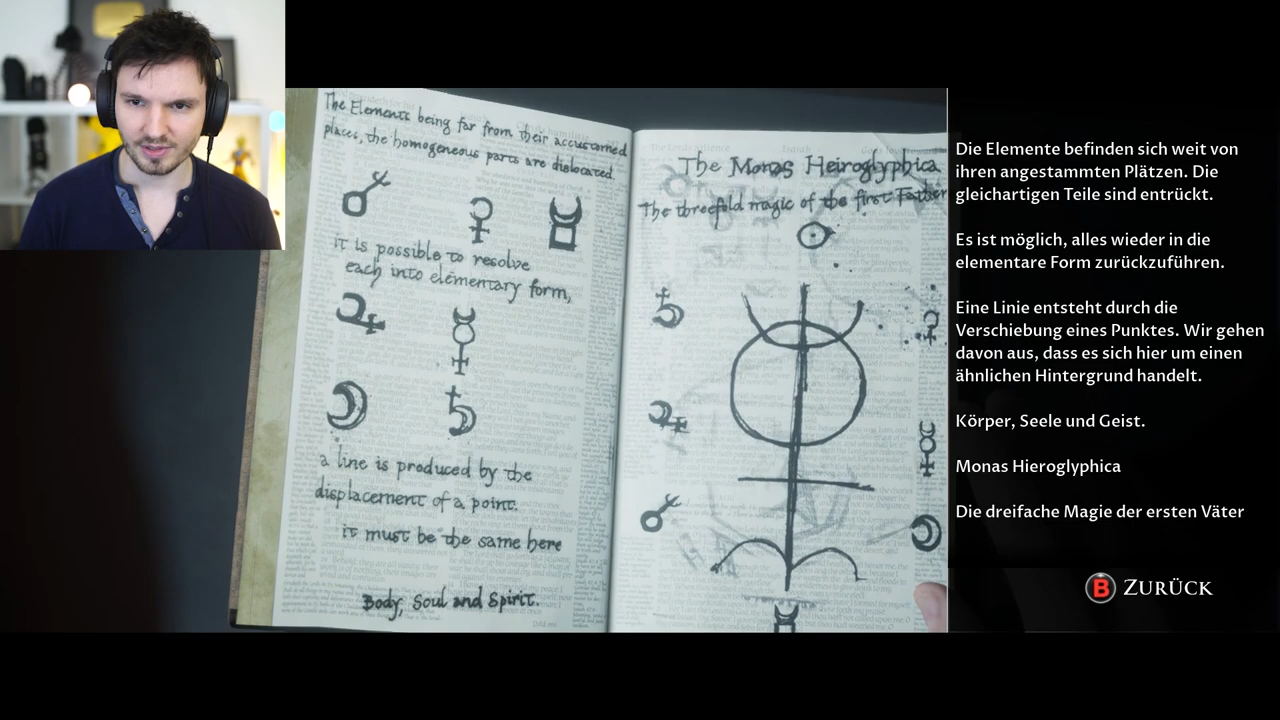 The Elements being far from their accustomed
places, the homogeneous parts are dislocated.
it is possible to resolve
each into elementary form,
a line is produced by the
displacement of a point.
it must be the same here
Body, Soul and Spirit.
The Monas Heiroglyphica
The threefold magic of the first Father
Die Elemente befinden sich weit von
ihren angestammten Plätzen. Die
gleichartigen Teile sind entrückt.
Es ist möglich, alles wieder in die
elementare Form zurückzuführen.
Eine Linie entsteht durch die
Verschiebung eines Punktes. Wir gehen
davon aus, dass es sich hier um einen
ähnlichen Hintergrund handelt.
Körper, Seele und Geist.
Monas Hieroglyphica
Die dreifache Magie der ersten Väter
B ZURÜCK